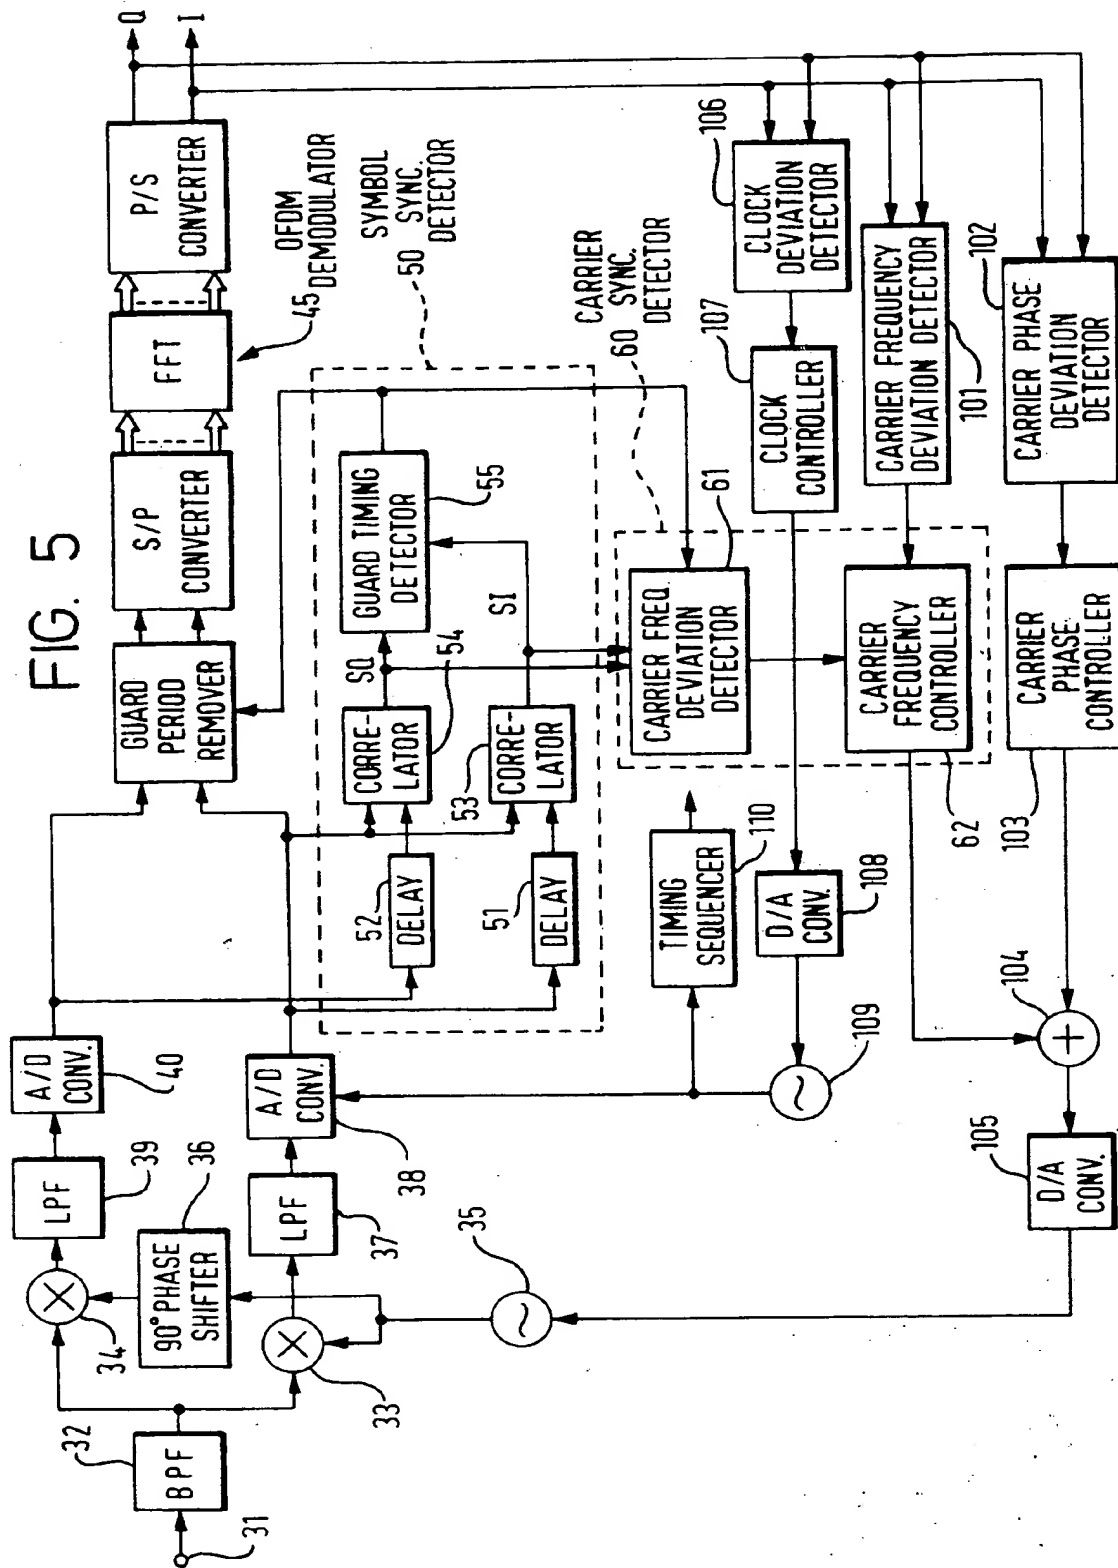 FIG. 5
31
BPF
32
33
34
90° PHASE
SHIFTER
36
35
LPF
39
LPF
37
A/D
CONV.
40
A/D
CONV.
38
GUARD
PERIOD
REMOVER
S/P
CONVERTER
FFT
P/S
CONVERTER
Q
I
45
OFDM
DEMODULATOR
50
SYMBOL
SYNC.
DETECTOR
52
DELAY
51
DELAY
CORRE-
LATOR
54
53
CORRE-
LATOR
SQ
SI
GUARD TIMING
DETECTOR
55
60
CARRIER
SYNC.
DETECTOR
CARRIER FREQ.
DEVIATION
DETECTOR
61
CARRIER
FREQUENCY
CONTROLLER
62
TIMING
SEQUENCER
110
D/A
CONV.
108
109
107
CLOCK
CONTROLLER
106
CLOCK
DEVIATION
DETECTOR
CARRIER FREQUENCY
DEVIATION DETECTOR
101
102
CARRIER PHASE
DEVIATION
DETECTOR
CARRIER
PHASE
CONTROLLER
103
104
105
D/A
CONV.